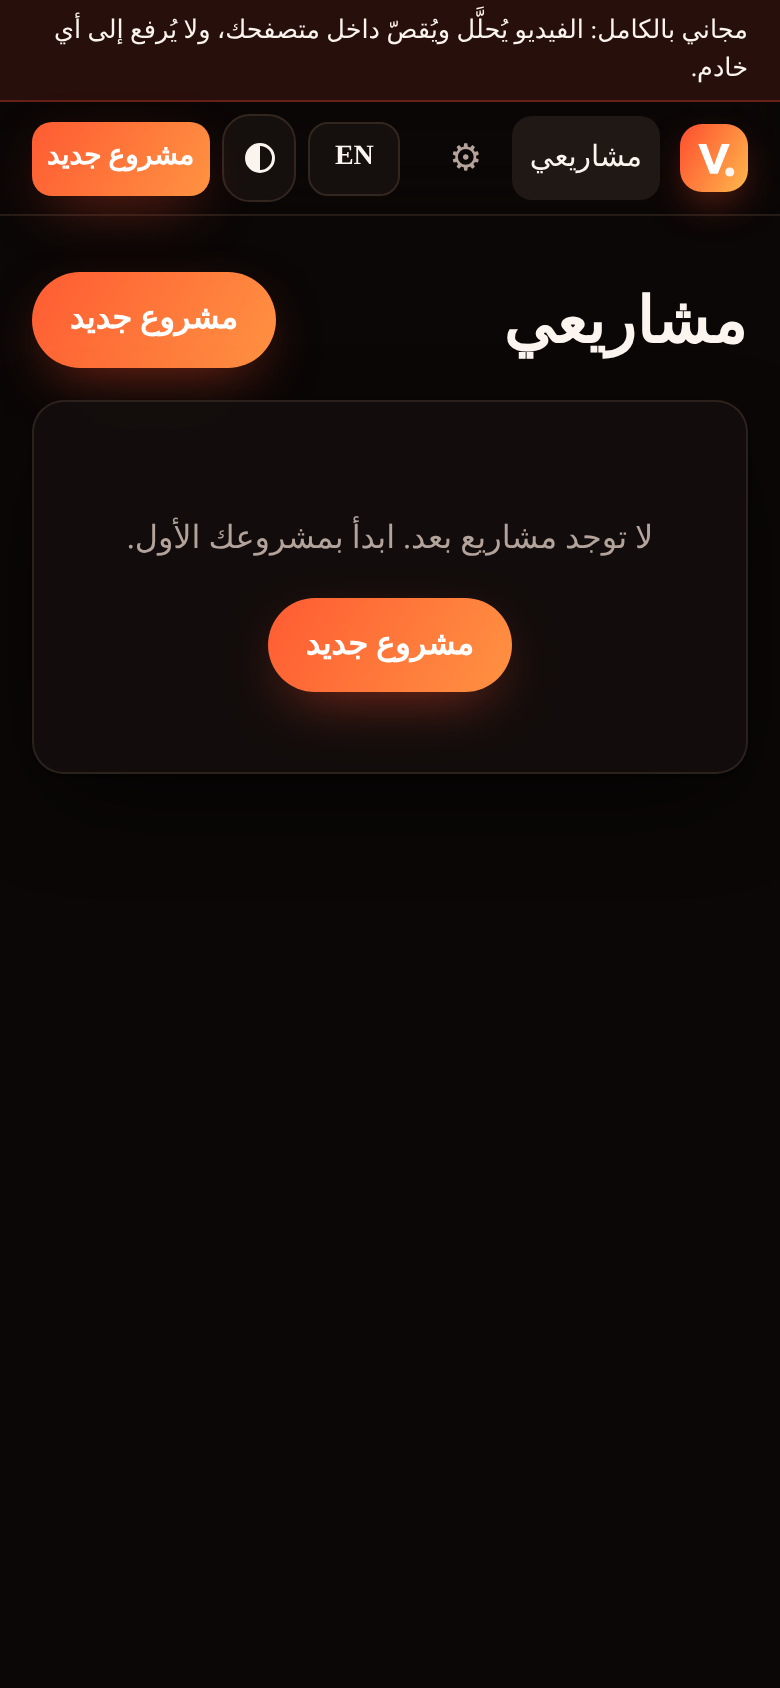 مجاني بالكامل: الفيديو يُحلَّل ويُقصّ داخل متصفحك، ولا يُرفع إلى أي
خادم.
V.
مشاريعي
EN
مشروع جديد
مشاريعي
مشروع جديد
لا توجد مشاريع بعد. ابدأ بمشروعك الأول.
مشروع جديد